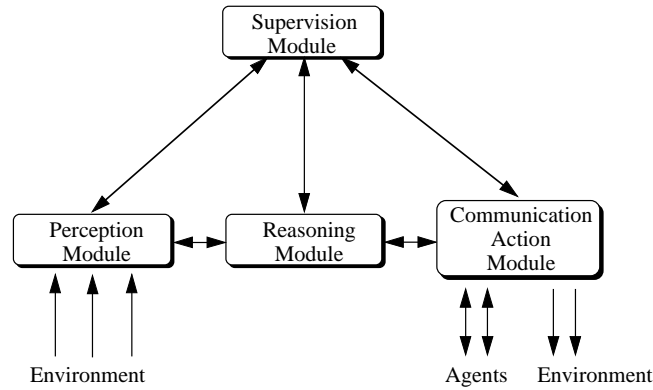 Supervision
Module
Perception
Module
Reasoning
Module
Communication
Action
Module
Environment
Agents
Environment